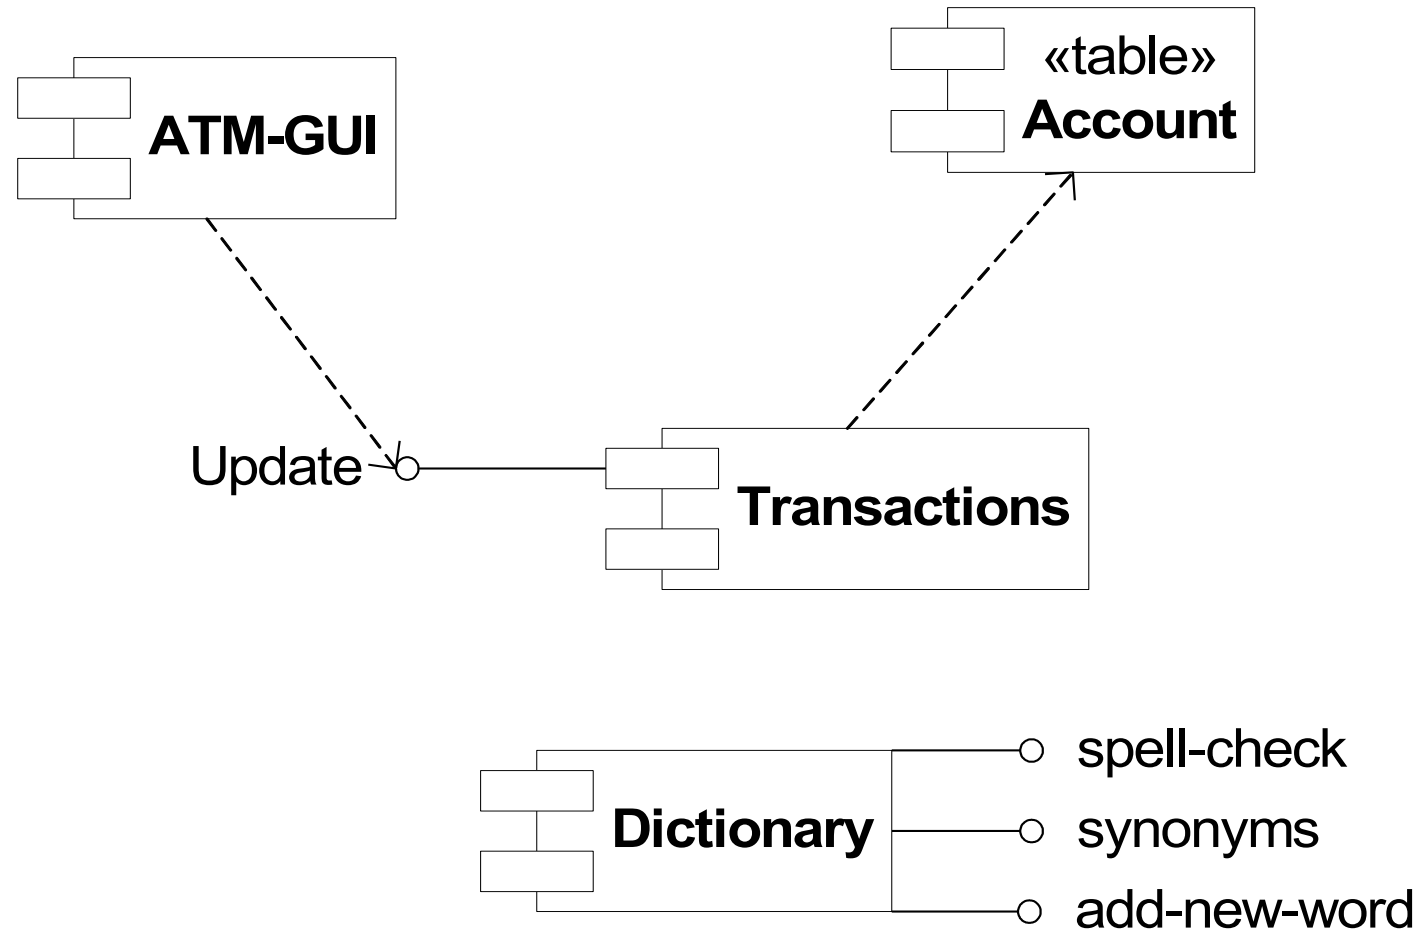 ATM-GUI
«table»
Account
Update
Transactions
Dictionary
spell-check
synonyms
add-new-word